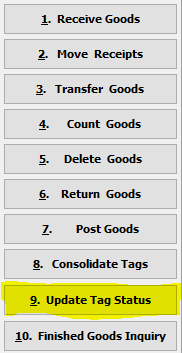 1. Receive Goods
2. Move Receipts
3. Transfer Goods
4. Count Goods
5. Delete Goods
6. Return Goods
7. Post Goods
8. Consolidate Tags
9. Update Tag Status
10. Finished Goods Inquiry